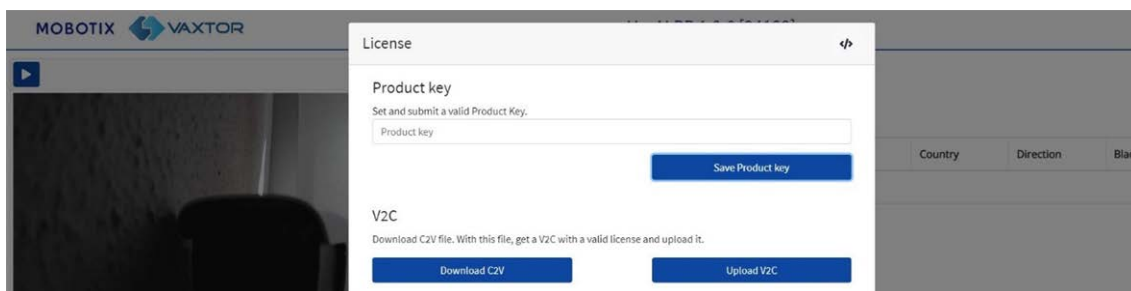 MOBOTIX VAXTOR
License
</>
Product key
Set and submit a valid Product Key.
Product key
Save Product key
Country Direction
V2C
Download C2V file. With this file, get a V2C with a valid license and upload it.
Download C2V Upload V2C